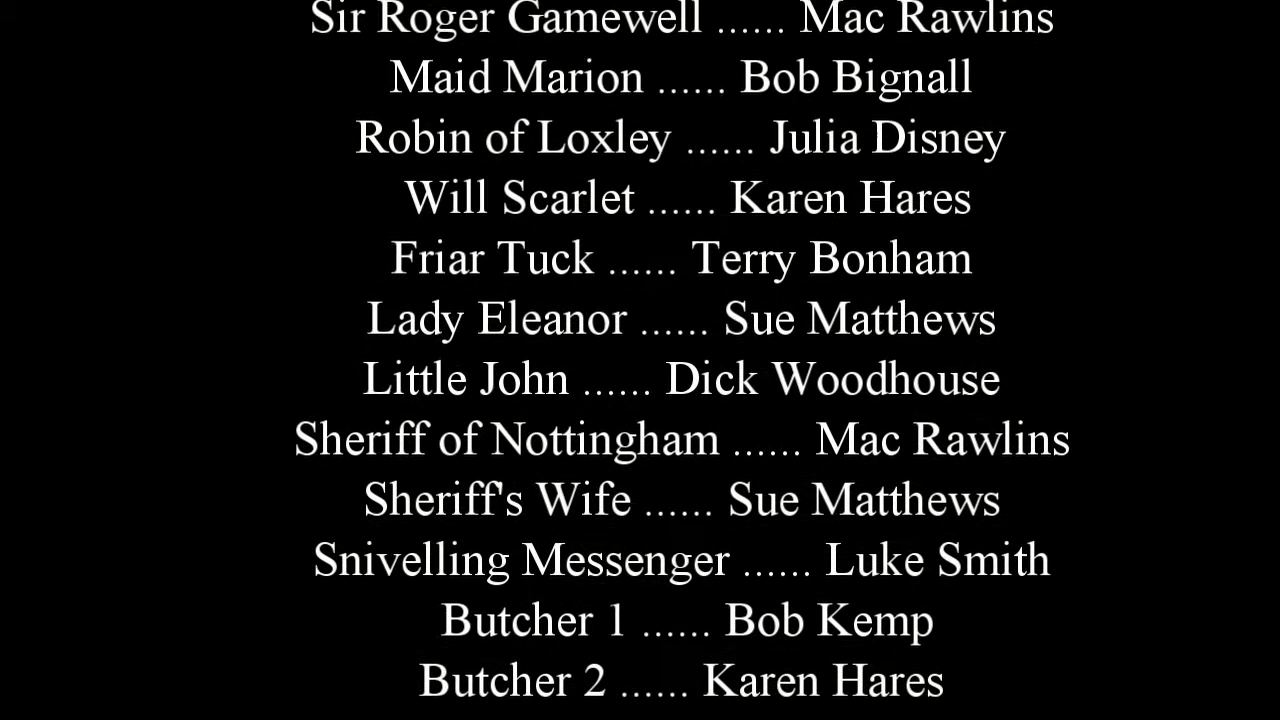 Sir Roger Gamewell ...... Mac Rawlins
Maid Marion ...... Bob Bignall
Robin of Loxley ...... Julia Disney
Will Scarlet ...... Karen Hares
Friar Tuck ...... Terry Bonham
Lady Eleanor ...... Sue Matthews
Little John ...... Dick Woodhouse
Sheriff of Nottingham ...... Mac Rawlins
Sheriff's Wife ...... Sue Matthews
Snivelling Messenger ...... Luke Smith
Butcher 1 ...... Bob Kemp
Butcher 2 ...... Karen Hares